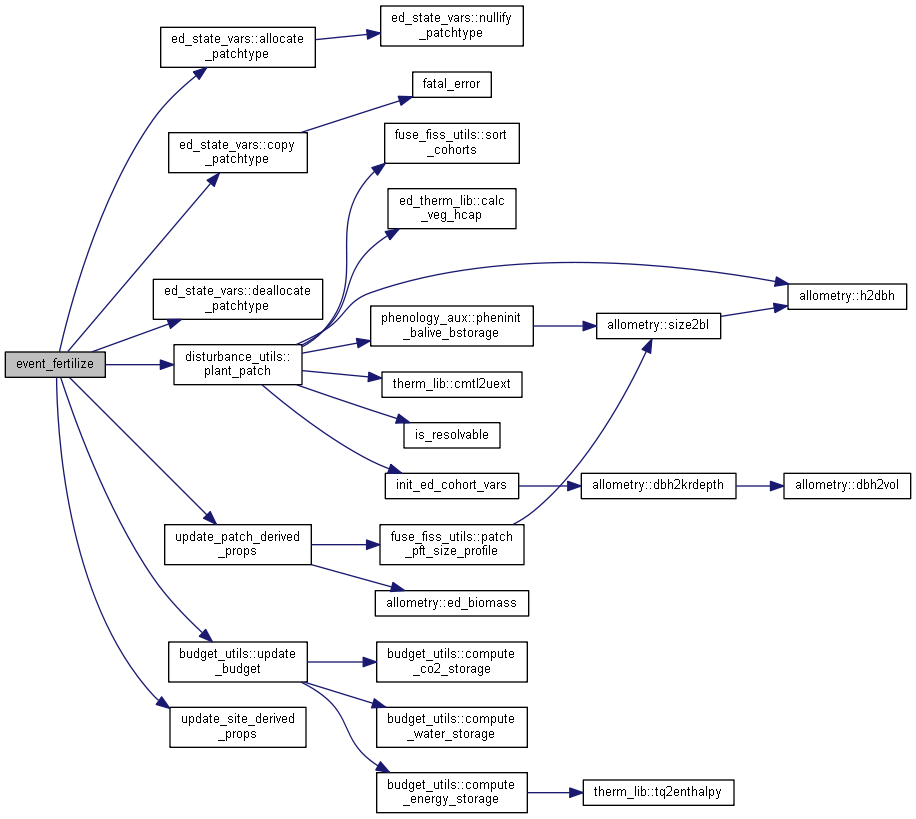 event_fertilize
ed_state_vars::allocate
_patchtype
ed_state_vars::nullify
_patchtype
ed_state_vars::copy
_patchtype
fatal_error
ed_state_vars::deallocate
_patchtype
disturbance_utils::
plant_patch
fuse_fiss_utils::sort
_cohorts
ed_therm_lib::calc
_veg_hcap
allometry::h2dbh
phenology_aux::pheninit
_balive_bstorage
allometry::size2bl
therm_lib::cmtl2uext
is_resolvable
init_ed_cohort_vars
allometry::dbh2krdepth
allometry::dbh2vol
update_patch_derived
_props
fuse_fiss_utils::patch
_pft_size_profile
allometry::ed_biomass
budget_utils::update
_budget
budget_utils::compute
_co2_storage
budget_utils::compute
_water_storage
budget_utils::compute
_energy_storage
therm_lib::tq2enthalpy
update_site_derived
_props